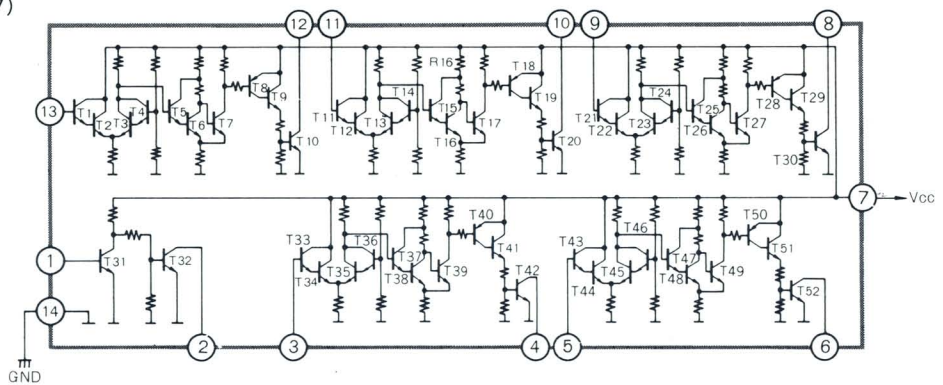 7)
12 11 10 9 8
R16 T18
T8 T9 T14 T24 T28 T29
13 T1 T2 T3 T4 T5 T6 T7 T11 T12 T13 T15 T17 T19 T21 T22 T23 T25 T27
T10 T16 T20 T26 T30
7 Vcc
T40 T50
1 T31 T32 T33 T36 T37 T41 T43 T46 T47 T51
T34 T35 T38 T39 T42 T44 T45 T48 T49 T52
14
2 3 4 5 6
GND